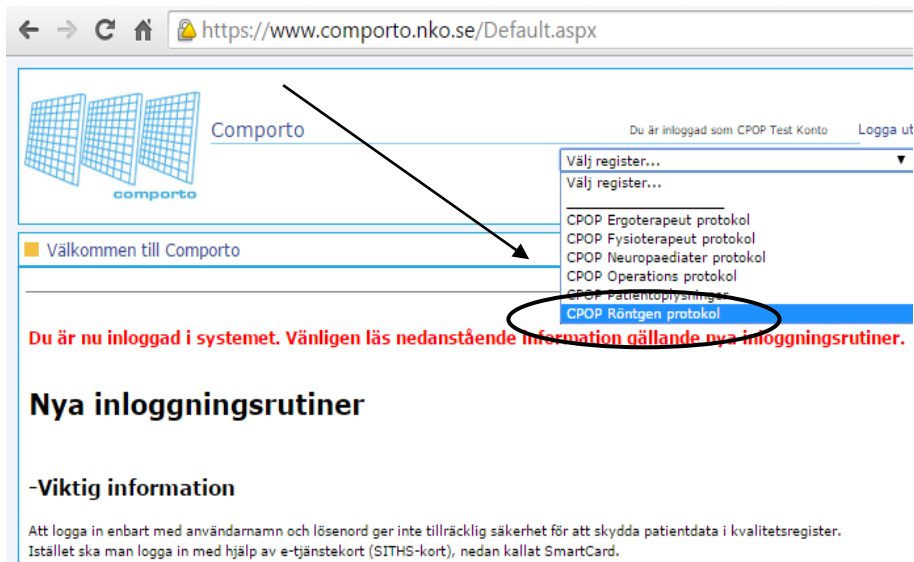 https://www.comporto.nko.se/Default.aspx
Comporto
Du är inloggad som CPOP Test Konto
Logga ut
comporto
Välj register...
Välj register...
CPOP Ergoterapeut protokol
CPOP Fysioterapeut protokol
CPOP Neuropaediater protokol
CPOP Operations protokol
CPOP Patientoplysninger
CPOP Röntgen protokol
Välkommen till Comporto
Du är nu inloggad i systemet. Vänligen läs nedanstående information gällande nya inloggningsrutiner.
Nya inloggningsrutiner
-Viktig information
Att logga in enbart med användarnamn och lösenord ger inte tillräcklig säkerhet för att skydda patientdata i kvalitetsregister.
Istället ska man logga in med hjälp av e-tjänstekort (SITHS-kort), nedan kallat SmartCard.